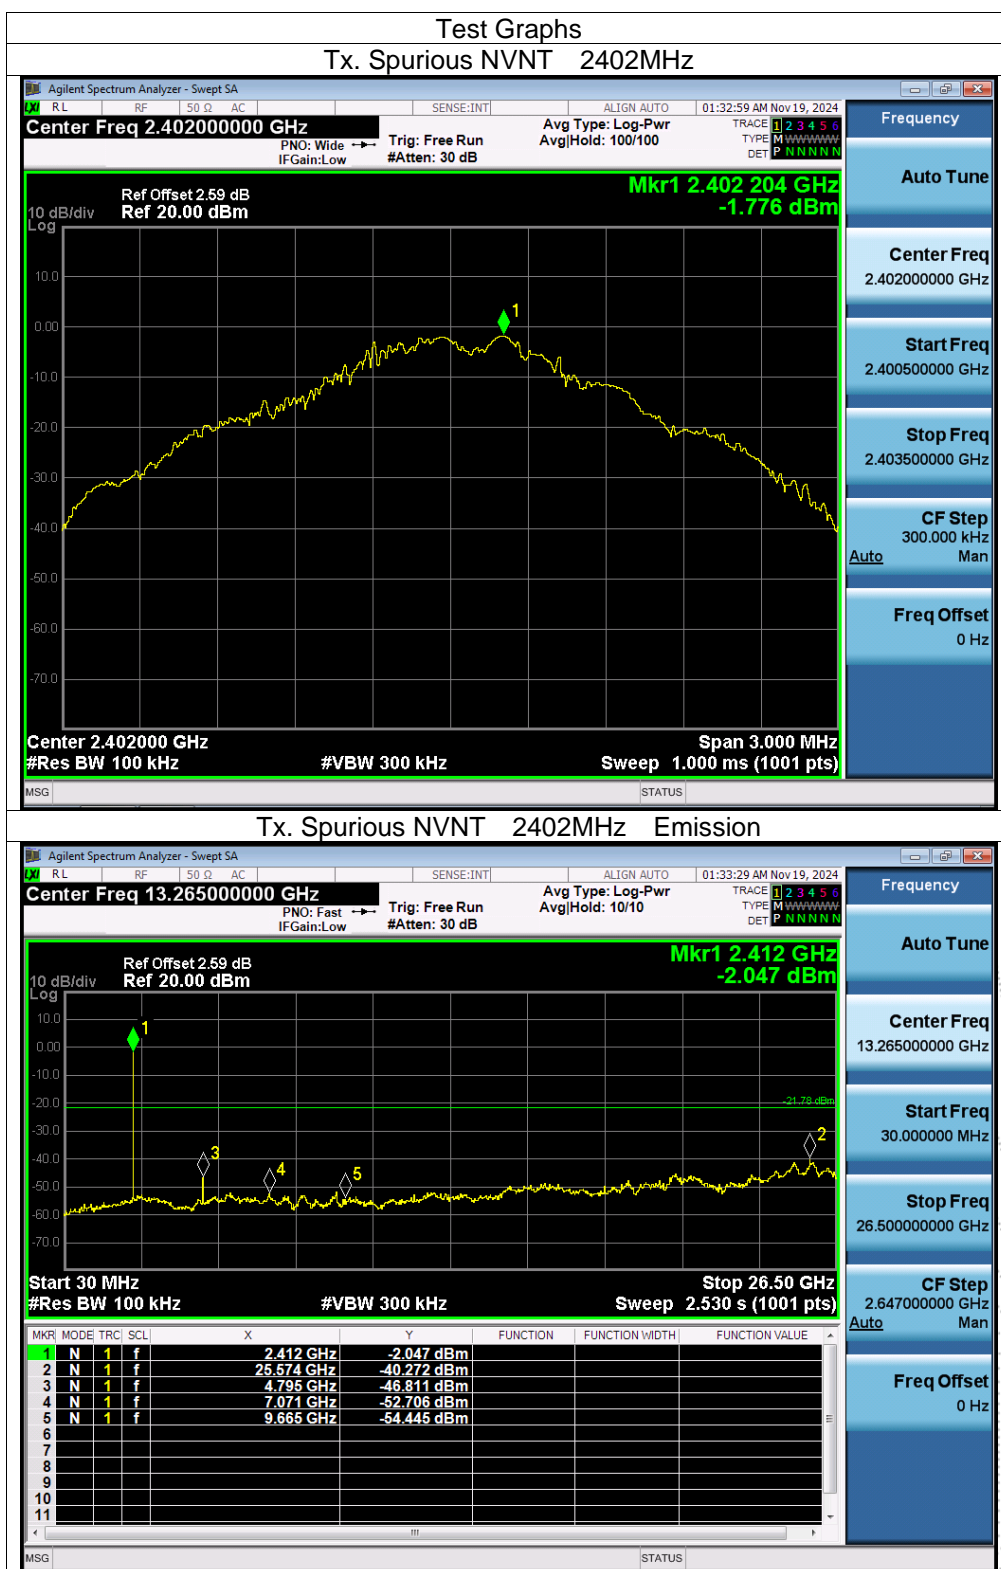 Test Graphs
Tx. Spurious NVNT 2402MHz
Agilent Spectrum Analyzer - Swept SA
LXI RL RF 50 Ω AC SENSE:INT ALIGN AUTO 01:32:59 AM Nov 19, 2024
Center Freq 2.402000000 GHz
PNO: Wide
IFGain:Low
Trig: Free Run
#Atten: 30 dB
Avg Type: Log-Pwr
Avg|Hold: 100/100
TRACE 1 2 3 4 5 6
TYPE M WWWWW
DET P N N N N N
Frequency
Auto Tune
Center Freq
2.402000000 GHz
Start Freq
2.400500000 GHz
Stop Freq
2.403500000 GHz
CF Step
300.000 kHz
Auto Man
Freq Offset
0 Hz
Mkr1 2.402 204 GHz
-1.776 dBm
Ref Offset 2.59 dB
10 dB/div Ref 20.00 dBm
Log
10.0
0.00
-10.0
-20.0
-30.0
-40.0
-50.0
-60.0
-70.0
1
Center 2.402000 GHz Span 3.000 MHz
#Res BW 100 kHz #VBW 300 kHz Sweep 1.000 ms (1001 pts)
MSG STATUS
Tx. Spurious NVNT 2402MHz Emission
Agilent Spectrum Analyzer - Swept SA
LXI RL RF 50 Ω AC SENSE:INT ALIGN AUTO 01:33:29 AM Nov 19, 2024
Center Freq 13.265000000 GHz
PNO: Fast
IFGain:Low
Trig: Free Run
#Atten: 30 dB
Avg Type: Log-Pwr
Avg|Hold: 10/10
TRACE 1 2 3 4 5 6
TYPE M WWWWW
DET P N N N N N
Frequency
Auto Tune
Center Freq
13.265000000 GHz
Start Freq
30.000000 MHz
Stop Freq
26.500000000 GHz
CF Step
2.647000000 GHz
Auto Man
Freq Offset
0 Hz
Mkr1 2.412 GHz
-2.047 dBm
Ref Offset 2.59 dB
10 dB/div Ref 20.00 dBm
Log
10.0
0.00
-10.0
-20.0
-30.0
-40.0
-50.0
-60.0
-70.0
-21.78 dBm
1
2
3
4
5
Start 30 MHz Stop 26.50 GHz
#Res BW 100 kHz #VBW 300 kHz Sweep 2.530 s (1001 pts)
MKR MODE TRC SCL X Y FUNCTION FUNCTION WIDTH FUNCTION VALUE
1 N 1 f 2.412 GHz -2.047 dBm
2 N 1 f 25.574 GHz -40.272 dBm
3 N 1 f 4.795 GHz -46.811 dBm
4 N 1 f 7.071 GHz -52.706 dBm
5 N 1 f 9.665 GHz -54.445 dBm
6
7
8
9
10
11
MSG STATUS